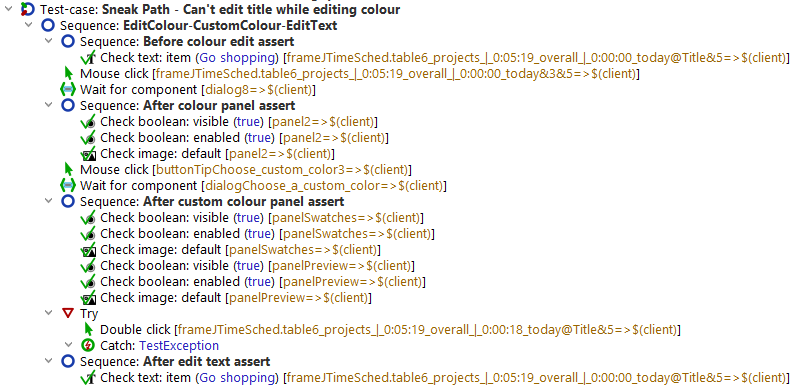 Test-case: Sneak Path - Can't edit title while editing colour
Sequence: EditColour-CustomColour-EditText
Sequence: Before colour edit assert
Check text: item (Go shopping) [frameJTimeSched.table6_projects_|_0:05:19_overall_|_0:00:00_today@Title&5=>$(client)]
Mouse click [frameJTimeSched.table6_projects_|_0:05:19_overall_|_0:00:00_today&3&5=>$(client)]
Wait for component [dialog8=>$(client)]
Sequence: After colour panel assert
Check boolean: visible (true) [panel2=>$(client)]
Check boolean: enabled (true) [panel2=>$(client)]
Check image: default [panel2=>$(client)]
Mouse click [buttonTipChoose_custom_color3=>$(client)]
Wait for component [dialogChoose_a_custom_color=>$(client)]
Sequence: After custom colour panel assert
Check boolean: visible (true) [panelSwatches=>$(client)]
Check boolean: enabled (true) [panelSwatches=>$(client)]
Check image: default [panelSwatches=>$(client)]
Check boolean: visible (true) [panelPreview=>$(client)]
Check boolean: enabled (true) [panelPreview=>$(client)]
Check image: default [panelPreview=>$(client)]
Try
Double click [frameJTimeSched.table6_projects_|_0:05:19_overall_|_0:00:18_today@Title&5=>$(client)]
Catch: TestException
Sequence: After edit text assert
Check text: item (Go shopping) [frameJTimeSched.table6_projects_|_0:05:19_overall_|_0:00:00_today@Title&5=>$(client)]